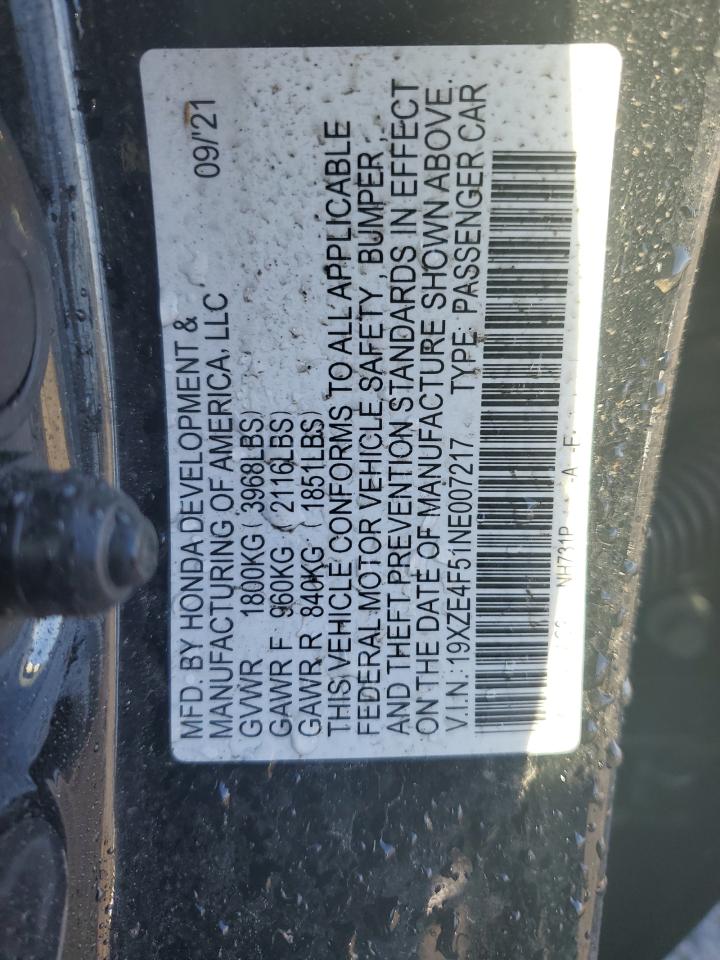 MFD. BY HONDA DEVELOPMENT & 09/'21
MANUFACTURING OF AMERICA, LLC
GVWR 1800KG ( 3968LBS)
GAWR F 960KG ( 2116LBS)
GAWR R 840KG ( 1851LBS)
THIS VEHICLE CONFORMS TO ALL APPLICABLE
FEDERAL MOTOR VEHICLE SAFETY , BUMPER ,
AND THEFT PREVENTION STANDARDS IN EFFECT
ON THE DATE OF MANUFACTURE SHOWN ABOVE.
V.I.N: 19XZE4F51NE007217 TYPE: PASSENGER CAR
NH731P